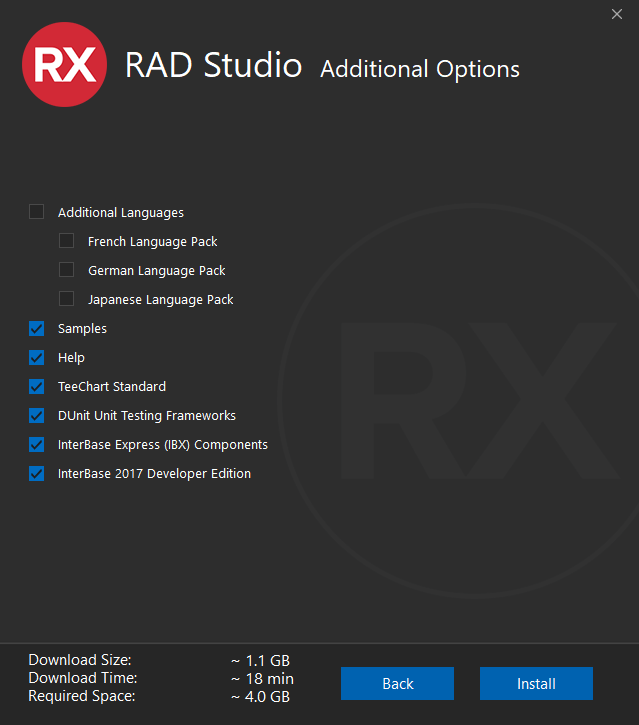 RX RAD Studio Additional Options
Additional Languages
French Language Pack
German Language Pack
Japanese Language Pack
Samples
Help
TeeChart Standard
DUnit Unit Testing Frameworks
InterBase Express (IBX) Components
InterBase 2017 Developer Edition
RX
Download Size: ~ 1.1 GB
Download Time: ~ 18 min
Required Space: ~ 4.0 GB
Back Install